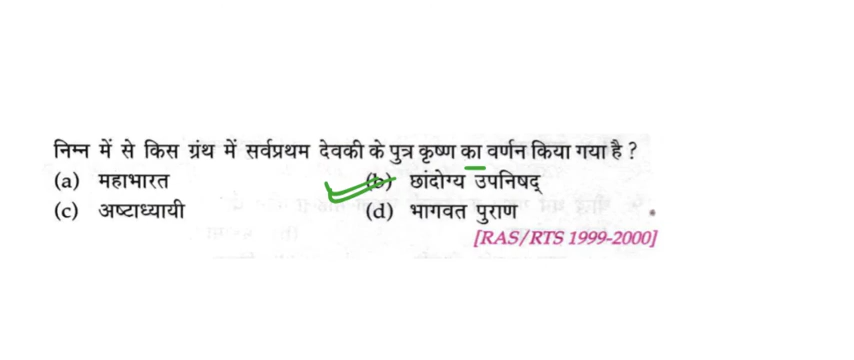 निम्न में से किस ग्रंथ में सर्वप्रथम देवकी के पुत्र कृष्ण का वर्णन किया गया है ?
(a) महाभारत (b) छांदोग्य उपनिषद्
(c) अष्टाध्यायी (d) भागवत पुराण
[RAS/RTS 1999-2000]